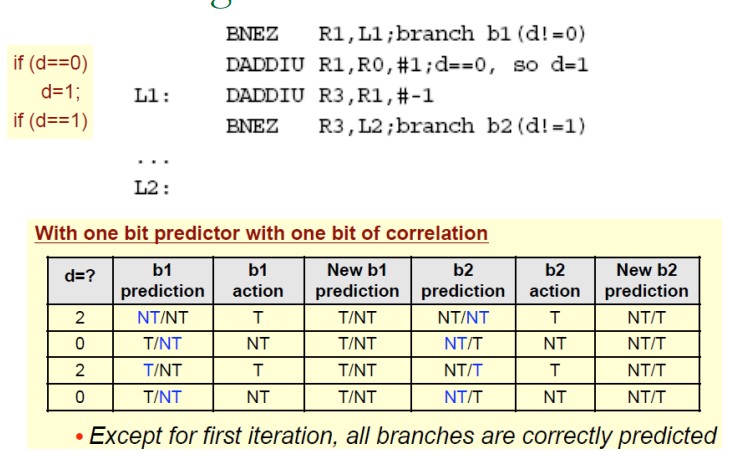 BNEZ R1,L1;branch b1(d!=0)
if (d==0) DADDIU R1,R0,#1;d==0, so d=1
d=1; L1: DADDIU R3,R1,#-1
if (d==1) BNEZ R3,L2;branch b2(d!=1)
...
L2:
With one bit predictor with one bit of correlation
d=? b1 prediction b1 action New b1 prediction b2 prediction b2 action New b2 prediction
2 NT/NT T T/NT NT/NT T NT/T
0 T/NT NT T/NT NT/T NT NT/T
2 T/NT T T/NT NT/T T NT/T
0 T/NT NT T/NT NT/T NT NT/T
• Except for first iteration, all branches are correctly predicted